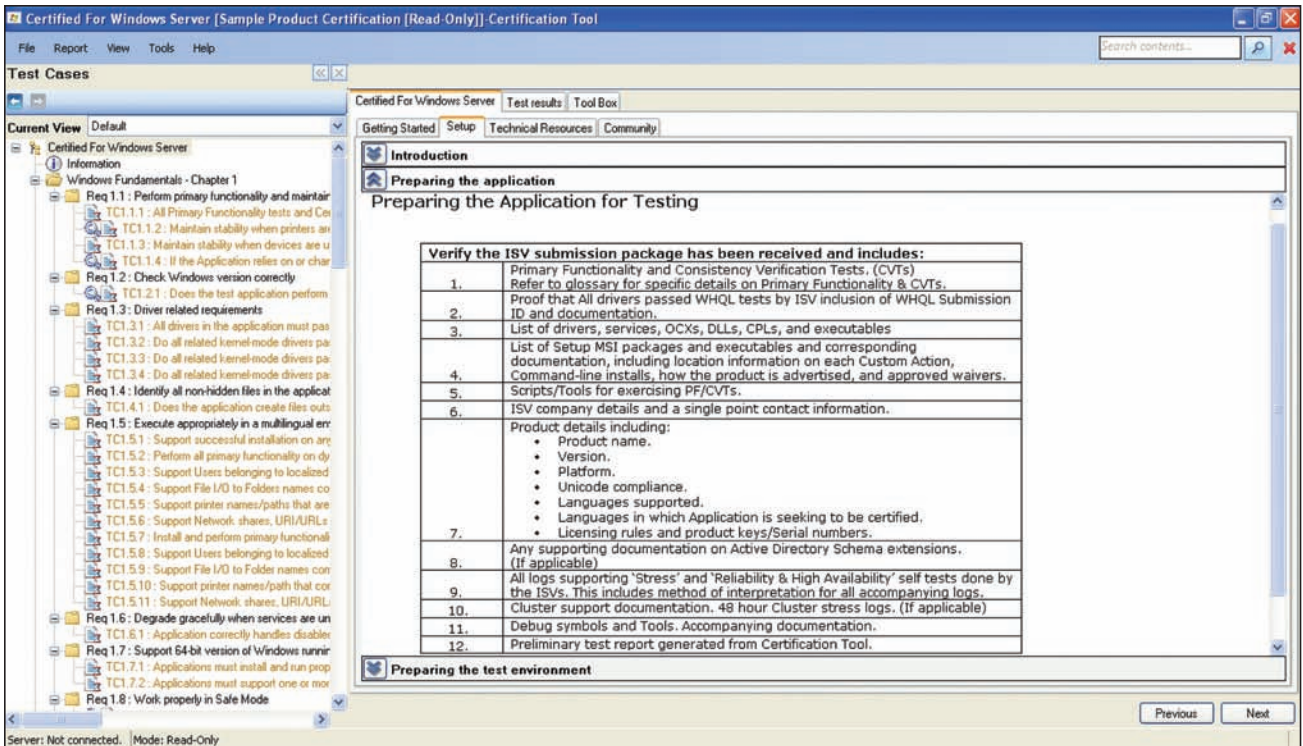 Certified For Windows Server [Sample Product Certification [Read-Only]]-Certification Tool
File Report View Tools Help
Search contents...
Test Cases
Current View Default
Certified For Windows Server
Information
Windows Fundamentals - Chapter 1
Req 1.1 : Perform primary functionality and maintain
TC1.1.1 : All Primary Functionality tests and Cer
TC1.1.2 : Maintain stability when printers are
TC1.1.3 : Maintain stability when devices are u
TC1.1.4 : If the Application relies on or char
Req 1.2 : Check Windows version correctly
TC1.2.1 : Does the test application perform
Req 1.3 : Driver related requirements
TC1.3.1 : All drivers in the application must pas
TC1.3.2 : Do all related kernel-mode drivers pa
TC1.3.3 : Do all related kernel-mode drivers pa
TC1.3.4 : Do all related kernel-mode drivers pa
Req 1.4 : Identify all non-hidden files in the applicat
TC1.4.1 : Does the application create files outs
Req 1.5 : Execute appropriately in a multilingual en
TC1.5.1 : Support successful installation on any
TC1.5.2 : Perform all primary functionality on dy
TC1.5.3 : Support Users belonging to localized
TC1.5.4 : Support File I/O to Folders names co
TC1.5.5 : Support printer names/paths that are
TC1.5.6 : Support Network shares, URI/URLs
TC1.5.7 : Install and perform primary functionali
TC1.5.8 : Support Users belonging to localized
TC1.5.9 : Support File I/O to Folder names con
TC1.5.10 : Support printer names/path that cor
TC1.5.11 : Support Network shares, URI/URL
Req 1.6 : Degrade gracefully when services are un
TC1.6.1 : Application correctly handles disable
Req 1.7 : Support 64-bit version of Windows runnin
TC1.7.1 : Applications must install and run prop
TC1.7.2 : Applications must support one or mor
Req 1.8 : Work properly in Safe Mode
Certified For Windows Server Test results Tool Box
Getting Started Setup Technical Resources Community
Introduction
Preparing the application
Preparing the Application for Testing
Verify the ISV submission package has been received and includes:
1. Primary Functionality and Consistency Verification Tests. (CVTs)
Refer to glossary for specific details on Primary Functionality & CVTs.
2. Proof that All drivers passed WHQL tests by ISV inclusion of WHQL Submission
ID and documentation.
3. List of drivers, services, OCXs, DLLs, CPLs, and executables
4. List of Setup MSI packages and executables and corresponding
documentation, including location information on each Custom Action,
Command-line installs, how the product is advertised, and approved waivers.
5. Scripts/Tools for exercising PF/CVTs.
6. ISV company details and a single point contact information.
7. Product details including:
• Product name.
• Version.
• Platform.
• Unicode compliance.
• Languages supported.
• Languages in which Application is seeking to be certified.
• Licensing rules and product keys/Serial numbers.
8. Any supporting documentation on Active Directory Schema extensions.
(If applicable)
9. All logs supporting 'Stress' and 'Reliability & High Availability' self tests done by
the ISVs. This includes method of interpretation for all accompanying logs.
10. Cluster support documentation. 48 hour Cluster stress logs. (If applicable)
11. Debug symbols and Tools. Accompanying documentation.
12. Preliminary test report generated from Certification Tool.
Preparing the test environment
Previous Next
Server: Not connected. Mode: Read-Only